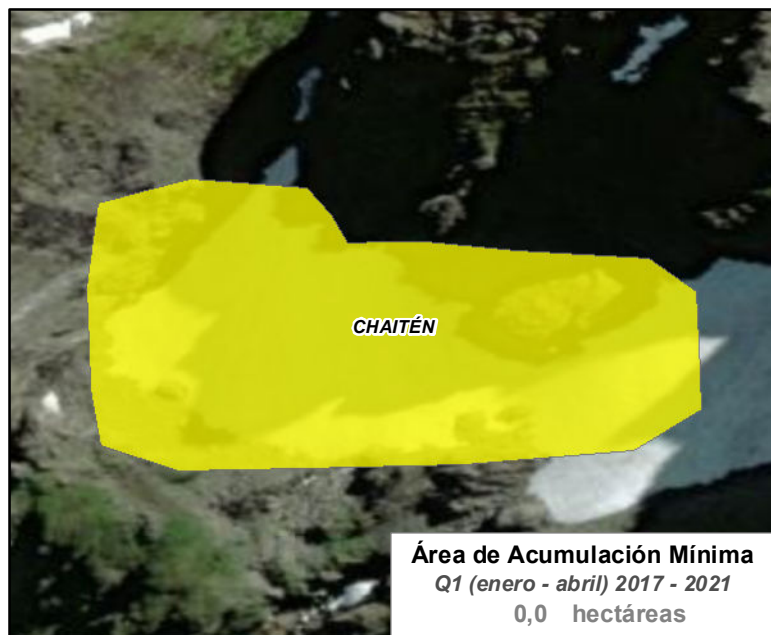 CHAITÉN
Área de Acumulación Mínima
Q1 (enero - abril) 2017 - 2021
0,0 hectáreas